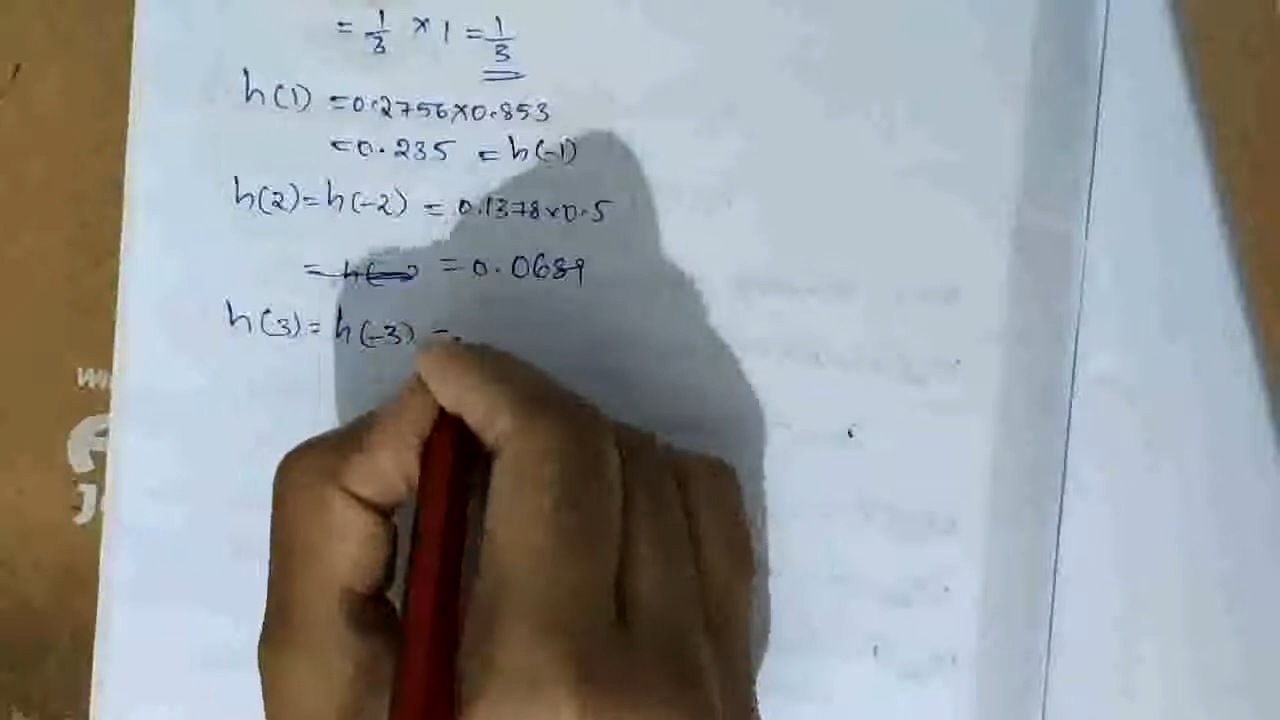 = 1/3 × 1 = 1/3
h(1) = 0.2756×0.853
= 0.235 = h(-1)
h(2) = h(-2) = 0.1378×0.5
= 0.0689
h(3) = h(-3) =